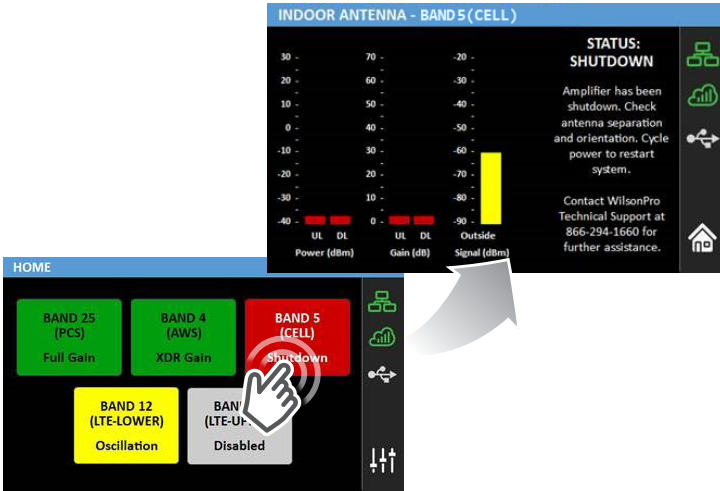 INDOOR ANTENNA - BAND 5 (CELL)
STATUS:
SHUTDOWN
Amplifier has been
shutdown. Check
antenna separation
and orientation. Cycle
power to restart
system.
Contact WilsonPro
Technical Support at
866-294-1660 for
further assistance.
30 - 70 - -20 -
20 - 60 - -30 -
10 - 50 - -40 -
0 - 40 - -50 -
-10 - 30 - -60 -
-20 - 20 - -70 -
-30 - 10 - -80 -
-40 - 0 - -90 -
UL DL UL DL Outside
Power (dBm) Gain (dB) Signal (dBm)
HOME
BAND 25
(PCS)
Full Gain
BAND 4
(AWS)
XDR Gain
BAND 5
(CELL)
Shutdown
BAND 12
(LTE-LOWER)
Oscillation
BAN
(LTE-UP
Disabled